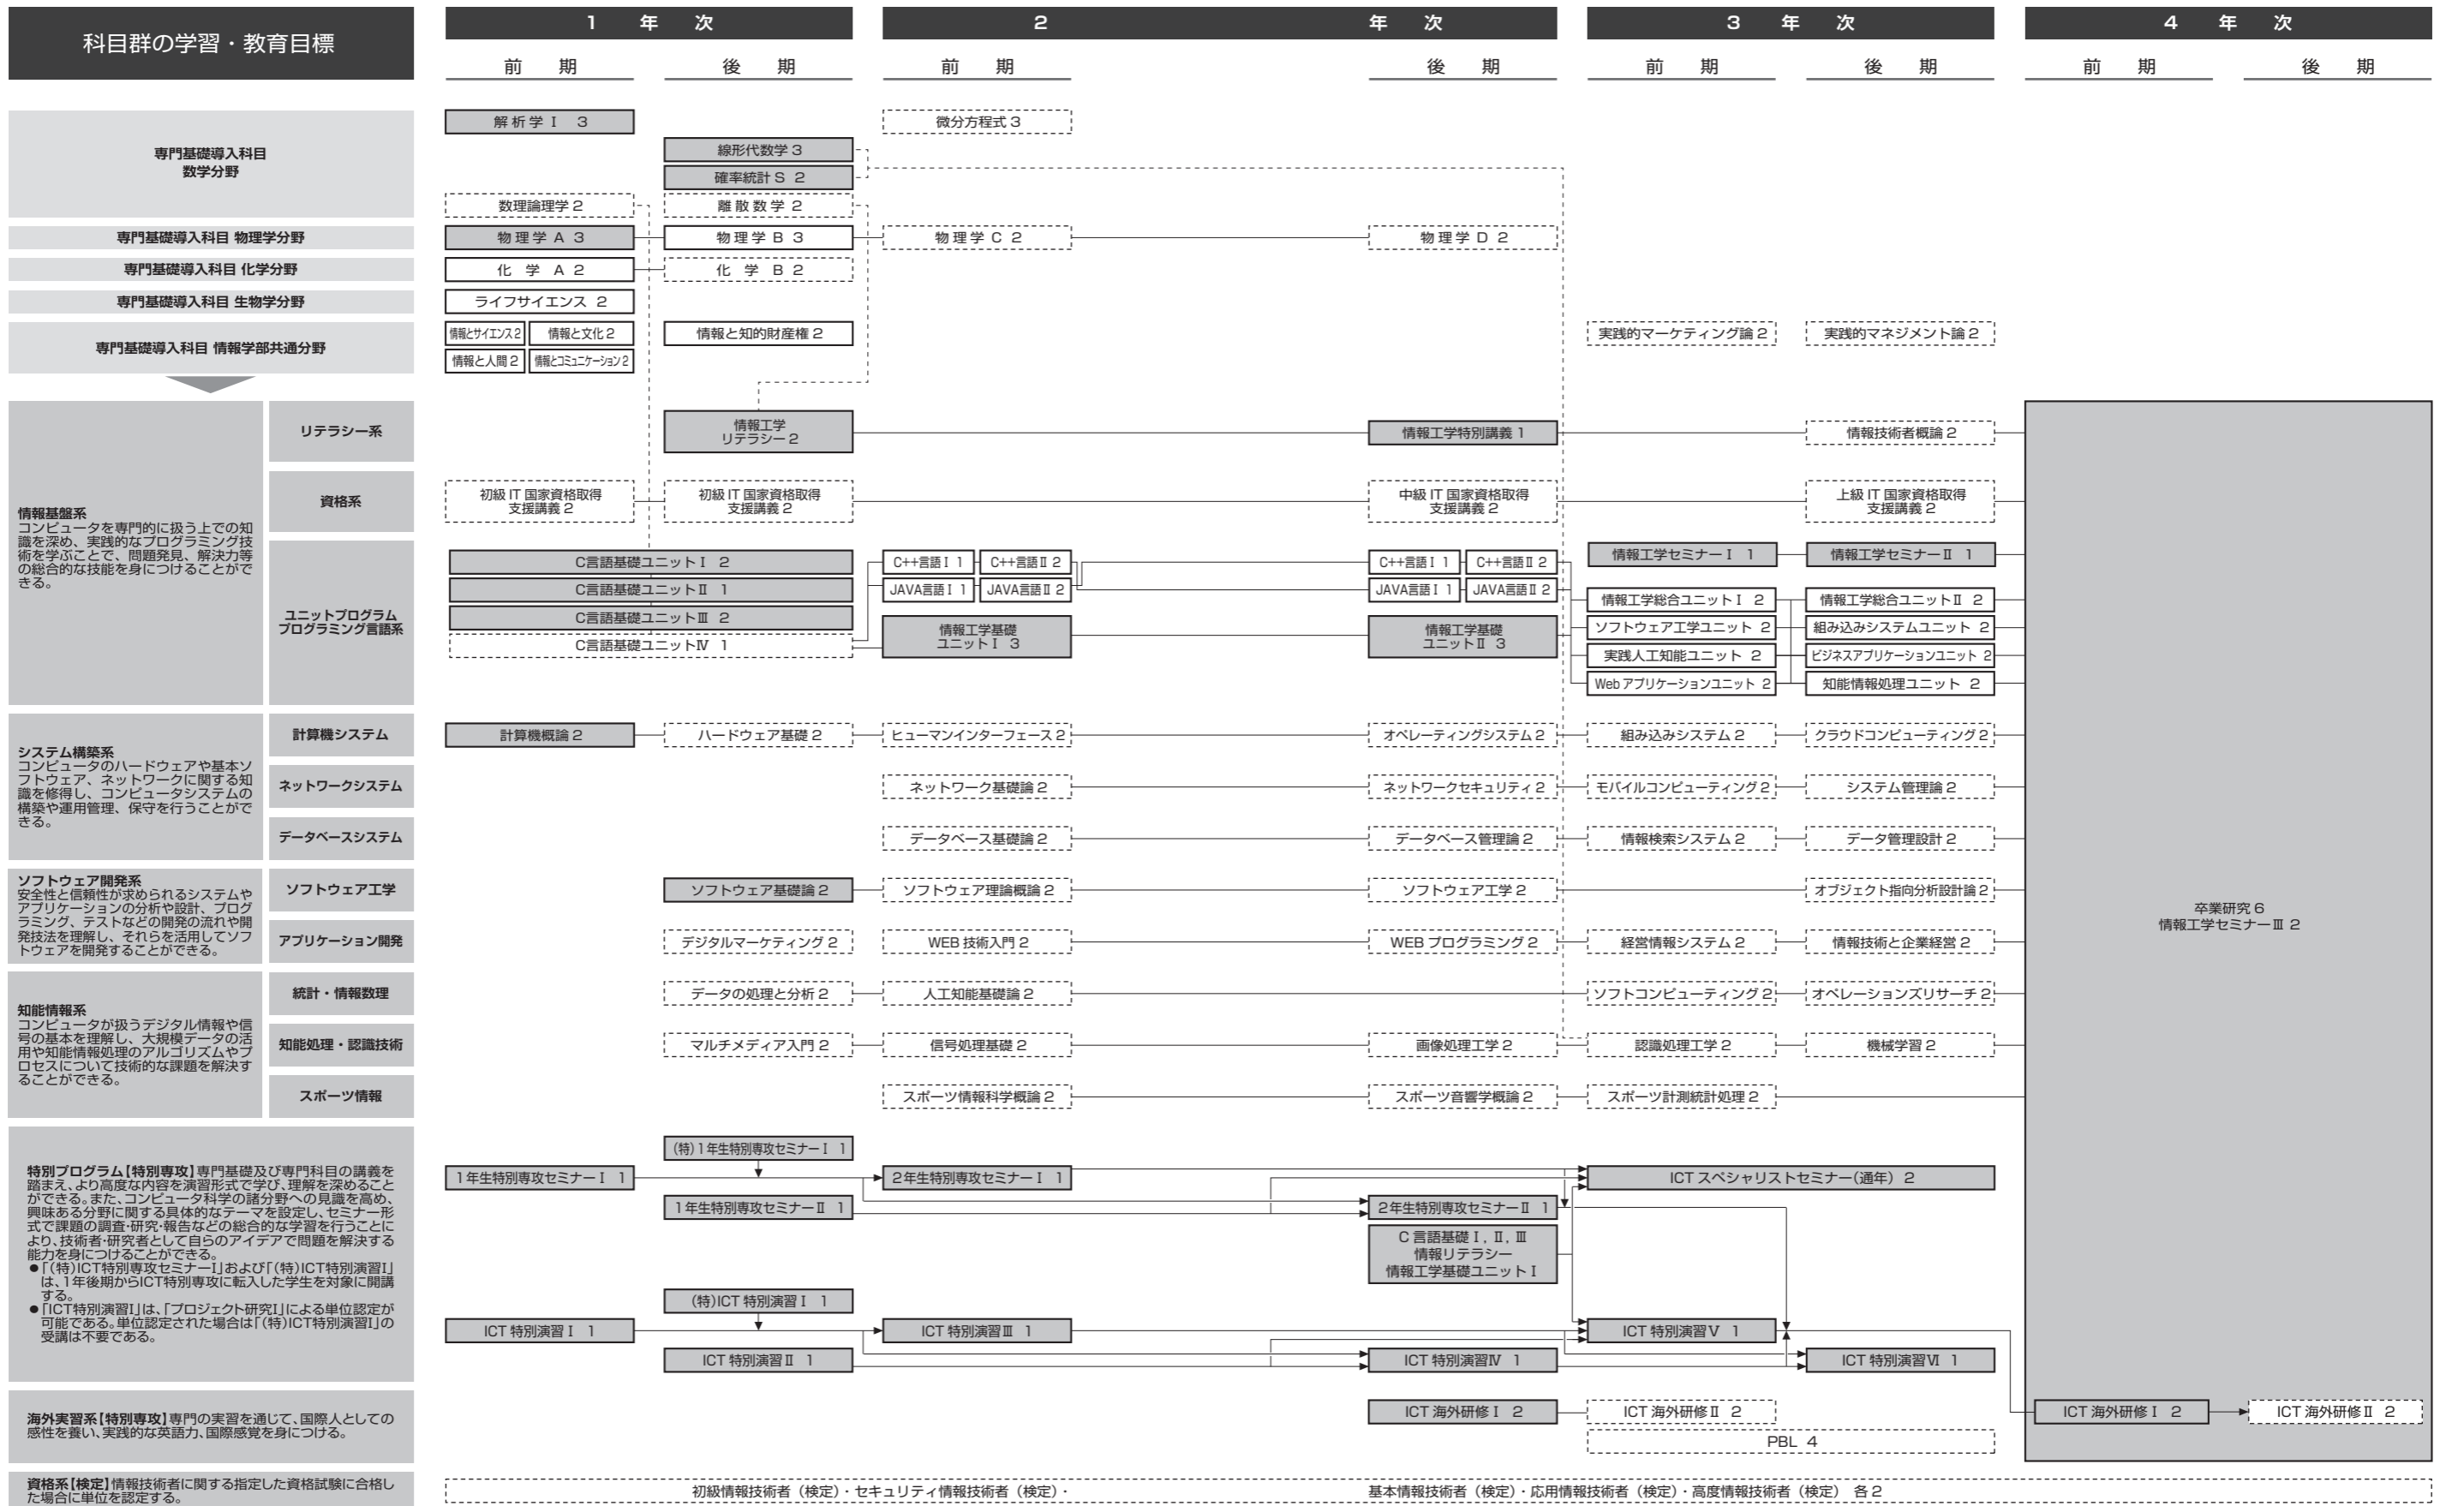 科目群の学習・教育目標
1 年 次
2 年 次
3 年 次
4 年 次
前 期
後 期
前 期
後 期
前 期
後 期
前 期
後 期
専門基礎導入科目
数学分野
解析学Ⅰ 3
微分方程式 3
線形代数学 3
確率統計 S 2
数理論理学 2
離散数学 2
専門基礎導入科目 物理学分野
物理学 A 3
物理学 B 3
物理学 C 2
物理学 D 2
専門基礎導入科目 化学分野
化 学 A 2
化 学 B 2
専門基礎導入科目 生物学分野
ライフサイエンス 2
専門基礎導入科目 情報学部共通分野
情報とサイエンス 2
情報と文化 2
情報と知的財産権 2
実践的マーケティング論 2
実践的マネジメント論 2
情報と人間 2
情報とコミュニケーション 2
情報基盤系
コンピュータを専門的に扱う上での知
識を深め、実践的なプログラミング技
術を学ぶことで、問題発見、解決力等
の総合的な技能を身につけることがで
きる。
リテラシー系
情報工学
リテラシー 2
情報工学特別講義 1
情報技術者概論 2
資格系
初級 IT 国家資格取得
支援講義 2
初級 IT 国家資格取得
支援講義 2
中級 IT 国家資格取得
支援講義 2
上級 IT 国家資格取得
支援講義 2
ユニットプログラム
プログラミング言語系
C言語基礎ユニットⅠ 2
C言語基礎ユニットⅡ 1
C言語基礎ユニットⅢ 2
C言語基礎ユニットⅣ 1
C++言語Ⅰ 1
C++言語Ⅱ 2
JAVA言語Ⅰ 1
JAVA言語Ⅱ 2
情報工学基礎
ユニットⅠ 3
C++言語Ⅰ 1
C++言語Ⅱ 2
JAVA言語Ⅰ 1
JAVA言語Ⅱ 2
情報工学基礎
ユニットⅡ 3
情報工学セミナーⅠ 1
情報工学セミナーⅡ 1
情報工学総合ユニットⅠ 2
情報工学総合ユニットⅡ 2
ソフトウェア工学ユニット 2
組み込みシステムユニット 2
実践人工知能ユニット 2
ビジネスアプリケーションユニット 2
Web アプリケーションユニット 2
知能情報処理ユニット 2
システム構築系
コンピュータのハードウェアや基本ソ
フトウェア、ネットワークに関する知
識を修得し、コンピュータシステムの
構築や運用管理、保守を行うことがで
きる。
計算機システム
計算機概論 2
ハードウェア基礎 2
ヒューマンインターフェース 2
オペレーティングシステム 2
組み込みシステム 2
クラウドコンピューティング 2
ネットワークシステム
ネットワーク基礎論 2
ネットワークセキュリティ 2
モバイルコンピューティング 2
システム管理論 2
データベースシステム
データベース基礎論 2
データベース管理論 2
情報検索システム 2
データ管理設計 2
ソフトウェア開発系
安全性と信頼性が求められるシステムや
アプリケーションの分析や設計、プログ
ラミング、テストなどの開発の流れや開
発技法を理解し、それらを活用してソフ
トウェアを開発することができる。
ソフトウェア工学
ソフトウェア基礎論 2
ソフトウェア理論概論 2
ソフトウェア工学 2
オブジェクト指向分析設計論 2
アプリケーション開発
デジタルマーケティング 2
WEB 技術入門 2
WEB プログラミング 2
経営情報システム 2
情報技術と企業経営 2
卒業研究 6
情報工学セミナーⅢ 2
知能情報系
コンピュータが扱うデジタル情報や信
号の基本を理解し、大規模データの活
用や知能情報処理のアルゴリズムやプ
ロセスについて技術的な課題を解決す
ることができる。
統計・情報数理
データの処理と分析 2
人工知能基礎論 2
ソフトコンピューティング 2
オペレーションズリサーチ 2
知能処理・認識技術
マルチメディア入門 2
信号処理基礎 2
画像処理工学 2
認識処理工学 2
機械学習 2
スポーツ情報
スポーツ情報科学概論 2
スポーツ音響学概論 2
スポーツ計測統計処理 2
特別プログラム【特別専攻】専門基礎及び専門科目の講義を
踏まえ、より高度な内容を演習形式で学び、理解を深めること
ができる。また、コンピュータ科学の諸分野への見識を高め、
興味ある分野に関する具体的なテーマを設定し、セミナー形
式で課題の調査・研究・報告などの総合的な学習を行うことに
より、技術者・研究者として自らのアイデアで問題を解決する
能力を身につけることができる。
●「(特)ICT特別専攻セミナーI」および「(特)ICT特別演習I」
は、1年後期からICT特別専攻に転入した学生を対象に開講
する。
●「ICT特別演習I」は、「プロジェクト研究I」による単位認定が
可能である。単位認定された場合は「(特)ICT特別演習I」の
受講は不要である。
(特)1年生特別専攻セミナーⅠ 1
1年生特別専攻セミナーⅠ 1
2年生特別専攻セミナーⅠ 1
ICT スペシャリストセミナー(通年) 2
1年生特別専攻セミナーⅡ 1
2年生特別専攻セミナーⅡ 1
C 言語基礎Ⅰ, Ⅱ, Ⅲ
情報リテラシー
情報工学基礎ユニットⅠ
(特)ICT 特別演習Ⅰ 1
ICT 特別演習Ⅰ 1
ICT 特別演習Ⅲ 1
ICT 特別演習Ⅴ 1
ICT 特別演習Ⅱ 1
ICT 特別演習Ⅳ 1
ICT 特別演習Ⅵ 1
海外実習系【特別専攻】専門の実習を通じて、国際人としての
感性を養い、実践的な英語力、国際感覚を身につける。
ICT 海外研修Ⅰ 2
ICT 海外研修Ⅱ 2
ICT 海外研修Ⅰ 2
ICT 海外研修Ⅱ 2
PBL 4
資格系【検定】情報技術者に関する指定した資格試験に合格し
た場合に単位を認定する。
初級情報技術者（検定）・セキュリティ情報技術者（検定）・ 基本情報技術者（検定）・応用情報技術者（検定）・高度情報技術者（検定） 各 2